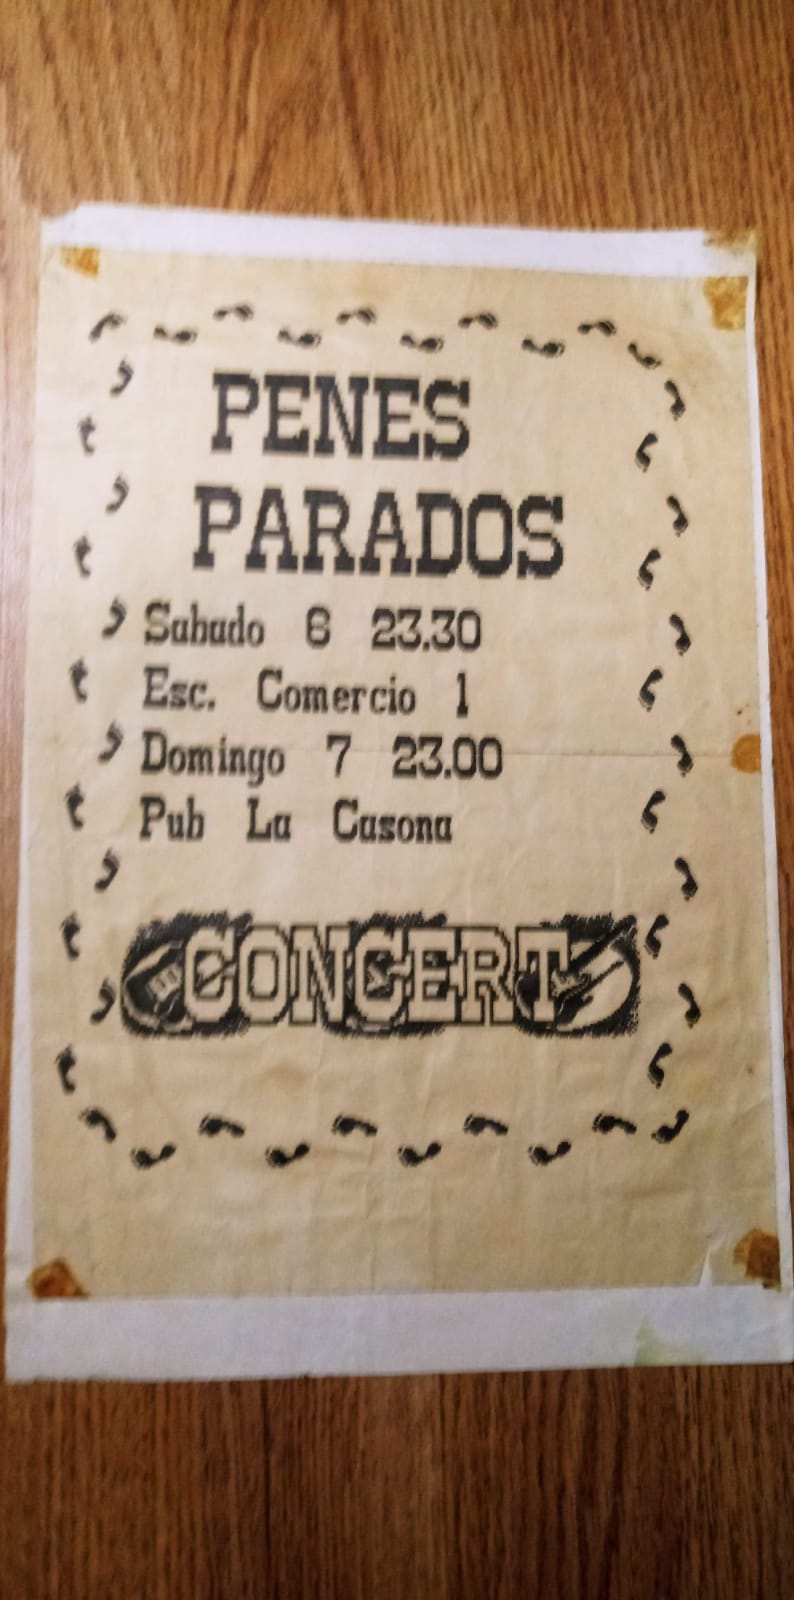 PENES
PARADOS
Sabado 6 23.30
Esc. Comercio 1
Domingo 7 23.00
Pub La Casona
CONCERT